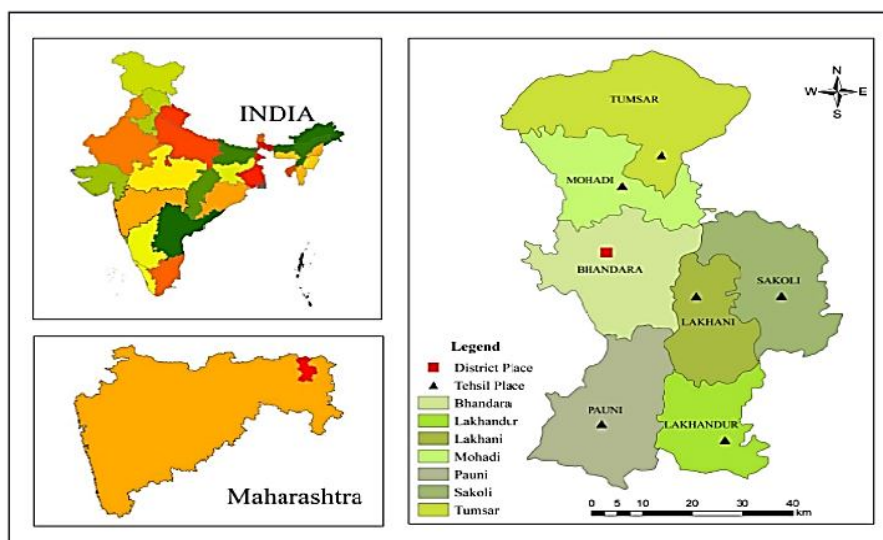 INDIA
Maharashtra
N
W E
S
TUMSAR
MOHADI
BHANDARA
SAKOLI
LAKHANI
PAUNI
LAKHANDUR
Legend
District Place
Tehsil Place
Bhandara
Lakhandur
Lakhani
Mohadi
Pauni
Sakoli
Tumsar
0 5 10 20 30 40
km